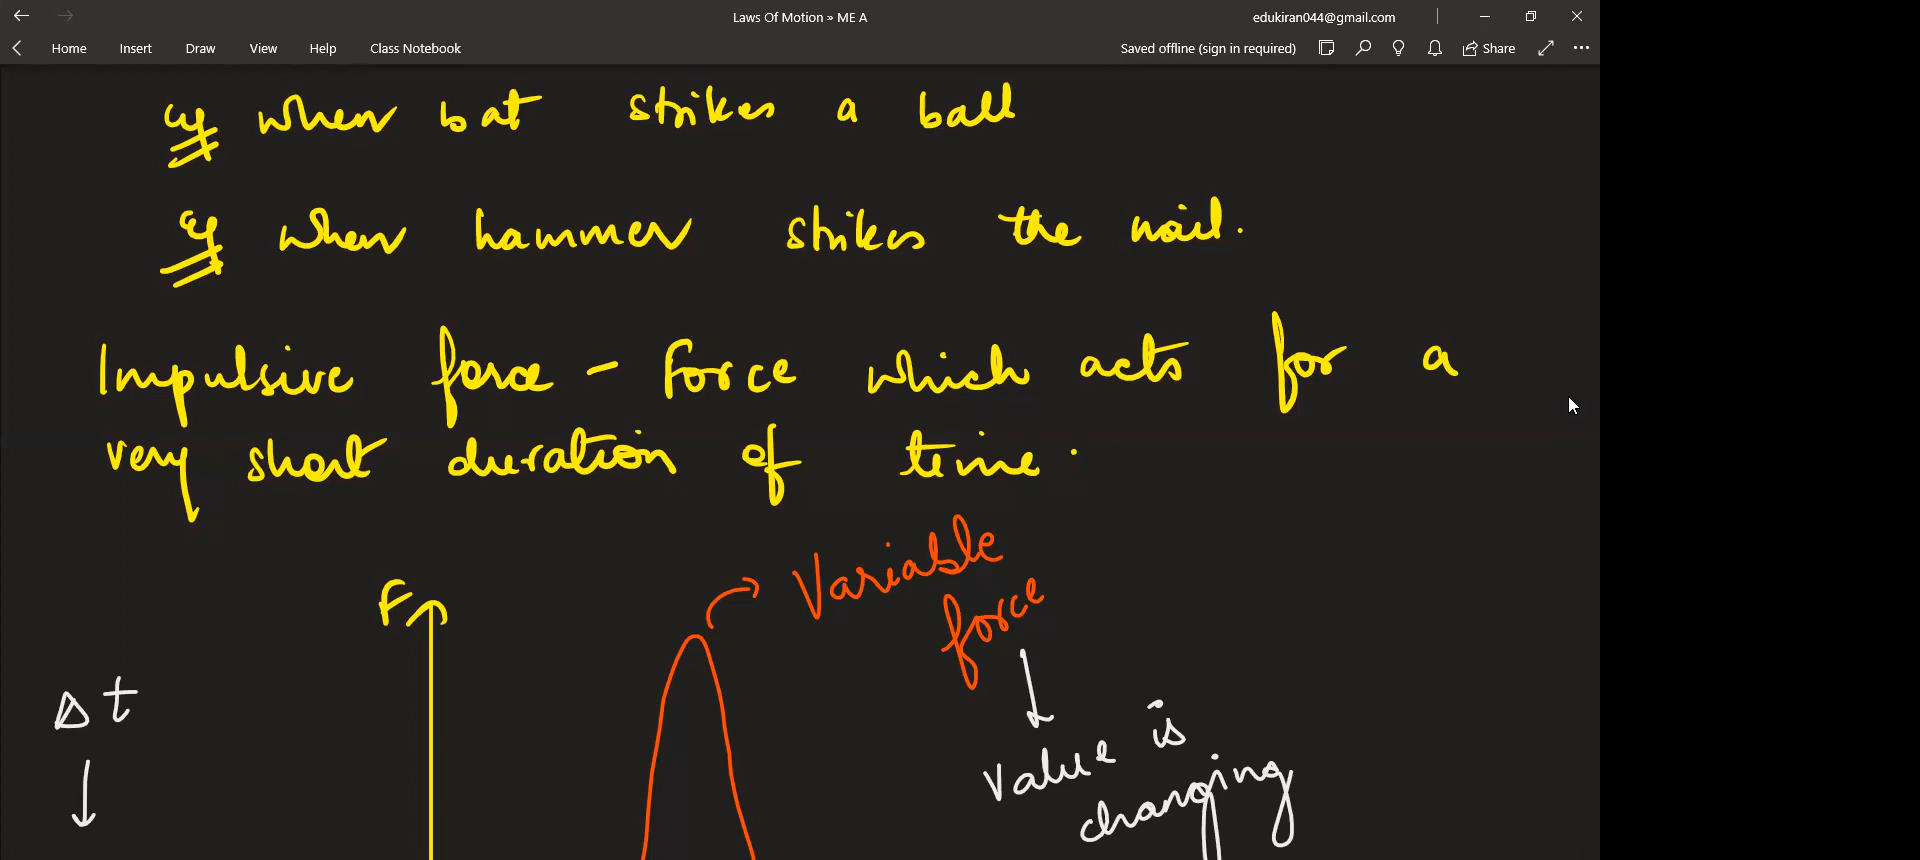 Laws Of Motion » ME A
edukiran044@gmail.com
Home Insert Draw View Help Class Notebook
Saved offline (sign in required) Share
eg when bat strikes a ball
eg when hammer strikes the nail.
Impulsive force - Force which acts for a
very short duration of time.
F
Variable
force
Δt
value is
changing